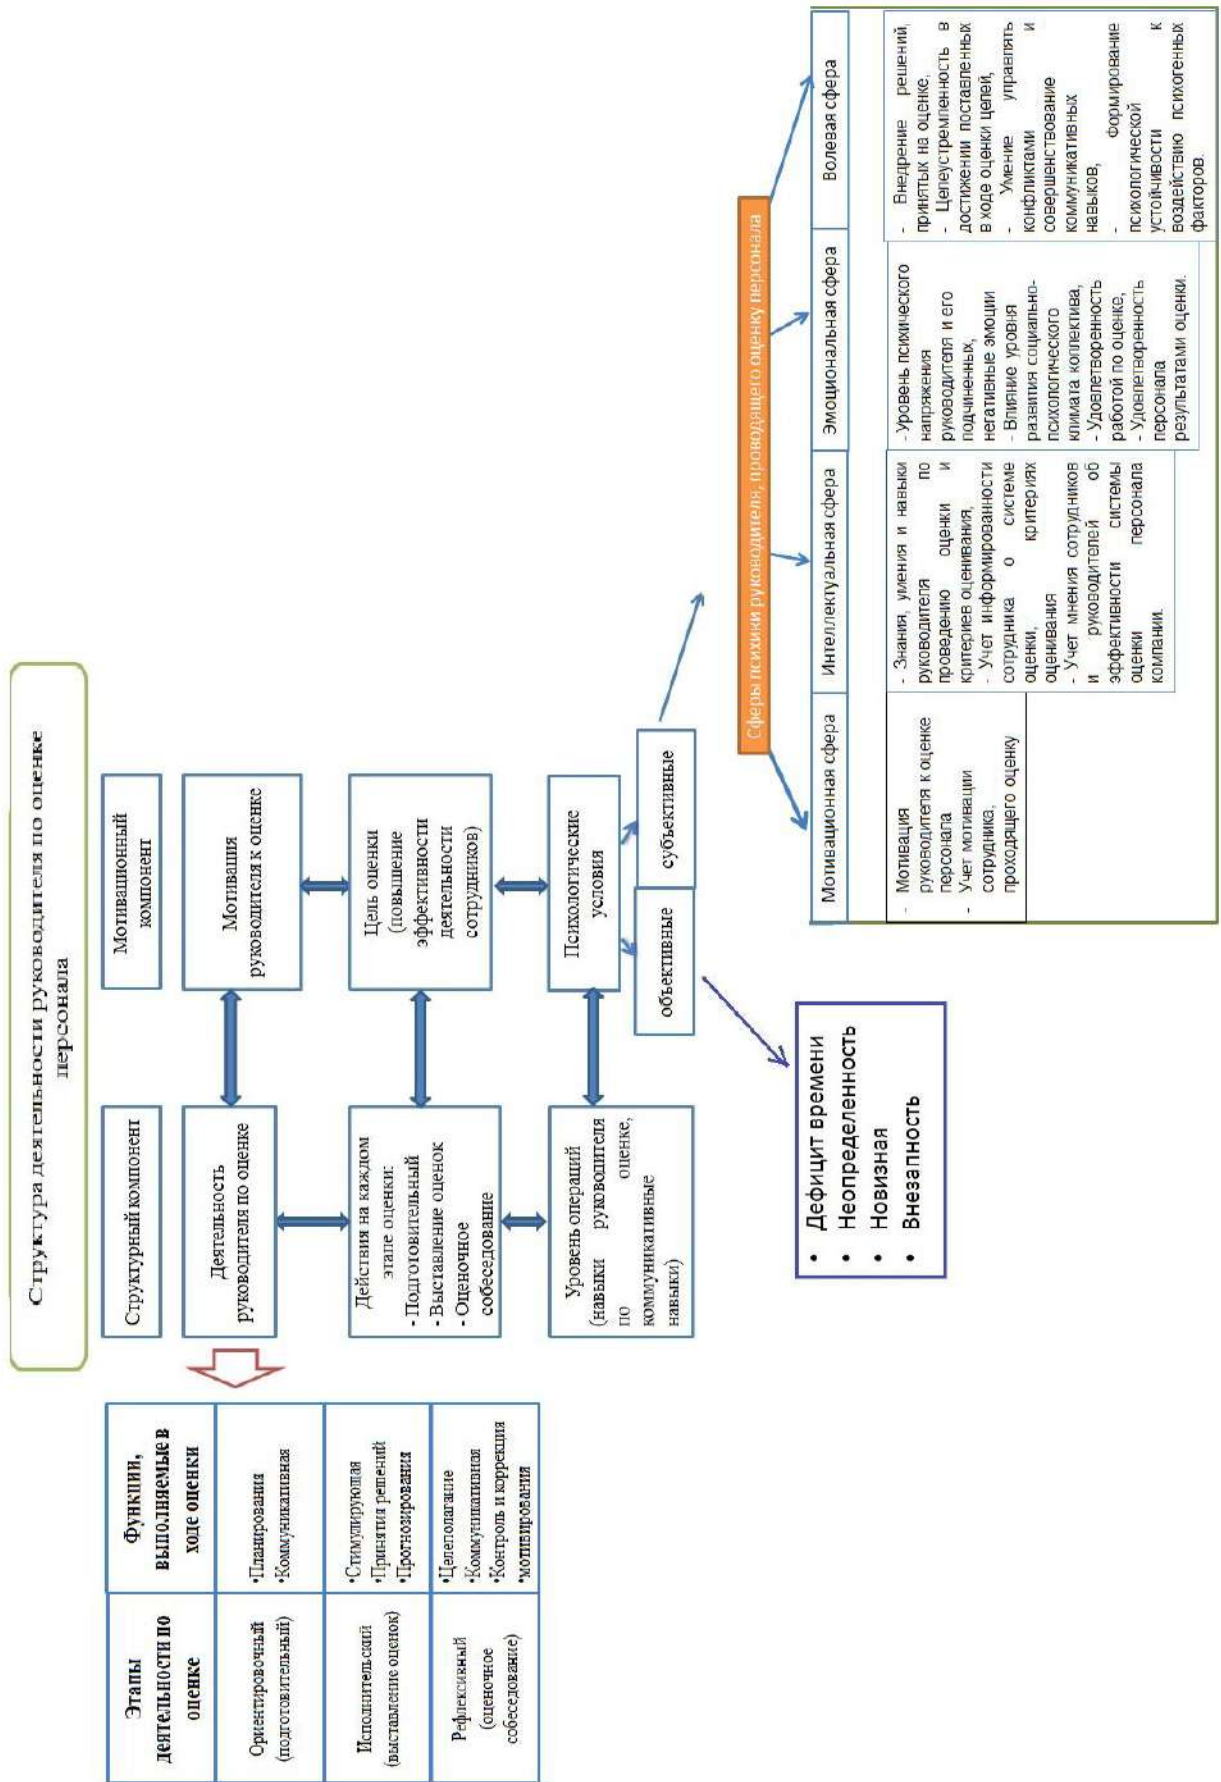 Структура деятельности руководителя по оценке
персонала
Этапы
деятельности по
оценке
Функции,
выполняемые в
ходе оценки
Ориентировочный
(подготовительный)
•Планирования
•Коммуникативная
Исполнительский
(выставление оценок)
•Стимулирующая
•Принятия решений
•Прогнозирования
Рефлексивный
(оценочное
собеседование)
•Целеполагание
•Коммуникативная
•Контроль и коррекция
•мотивирования
Структурный компонент
Мотивационный
компонент
Деятельность
руководителя по оценке
Мотивация
руководителя к оценке
Действия на каждом
этапе оценки:
- Подготовительный
- Выставление оценок
- Оценочное
собеседование
Цель оценки
(повышение
эффективности
деятельности
сотрудников)
Уровень операций
(навыки руководителя
по оценке,
коммуникативные
навыки)
Психологические
условия
объективные
субъективные
• Дефицит времени
• Неопределенность
• Новизная
• Внезапность
Сферы психики руководителя, проводящего оценку персонала
Мотивационная сфера
Интеллектуальная сфера
Эмоциональная сфера
Волевая сфера
- Мотивация
руководителя к оценке
персонала
- Учет мотивации
сотрудника,
проходящего оценку
- Знания, умения и навыки
руководителя по
проведению оценки и
критериев оценивания,
- Учет информированности
сотрудника о системе
оценки, критериях
оценивания
- Учет мнения сотрудников
и руководителей об
эффективности системы
оценки персонала
компании.
- Уровень психического
напряжения
руководителя и его
подчиненных,
негативные эмоции
- Влияние уровня
развития социально-
психологического
климата коллектива,
- Удовлетворенность
работой по оценке,
- Удовлетворенность
персонала
результатами оценки.
- Внедрение решений,
принятых на оценке,
- Целеустремленность в
достижении поставленных
в ходе оценки целей,
- Умение управлять
конфликтами и
совершенствование
коммуникативных
навыков,
- Формирование
психологической
устойчивости к
воздействию психогенных
факторов.